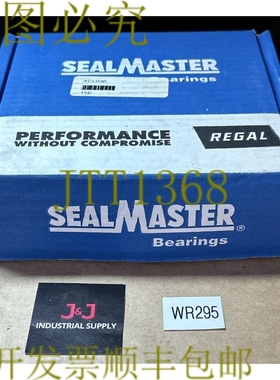 图必究
SEALMASTER
Bearings
PERFORMANCE
WITHOUT COMPROMISE
REGAL
JTT1368
SEALMASTER®
Bearings
J&J
INDUSTRIAL SUPPLY
WR295
开发票顺丰包邮